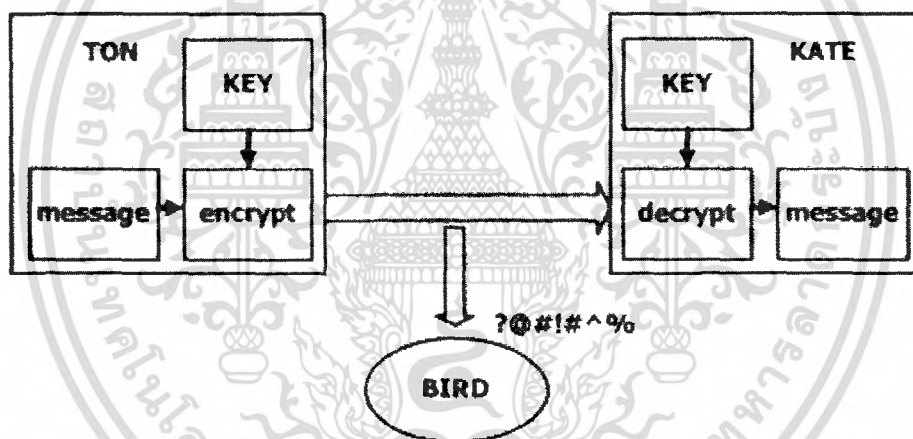 TON
KATE
KEY
KEY
message
encrypt
decrypt
message
?@#!#^%
BIRD